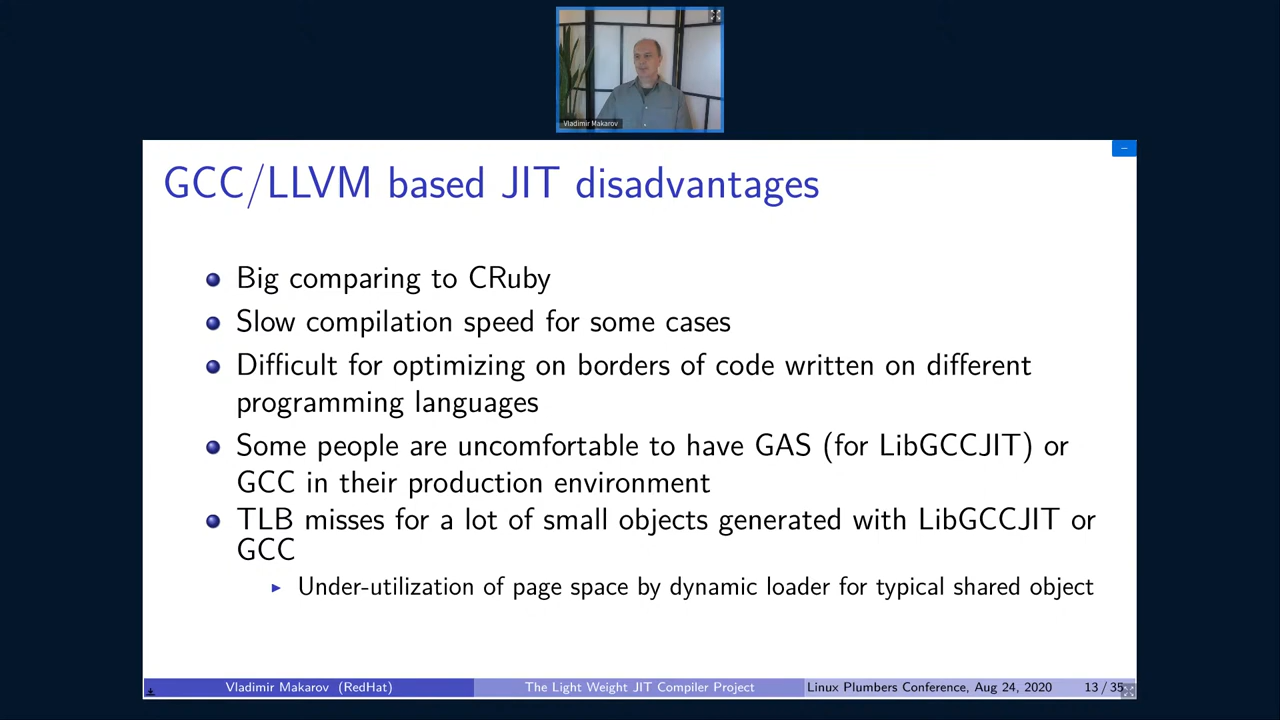 Vladimir Makarov
GCC/LLVM based JIT disadvantages
Big comparing to CRuby
Slow compilation speed for some cases
Difficult for optimizing on borders of code written on different
programming languages
Some people are uncomfortable to have GAS (for LibGCCJIT) or
GCC in their production environment
TLB misses for a lot of small objects generated with LibGCCJIT or
GCC
Under-utilization of page space by dynamic loader for typical shared object
Vladimir Makarov (RedHat) The Light Weight JIT Compiler Project Linux Plumbers Conference, Aug 24, 2020 13 / 35